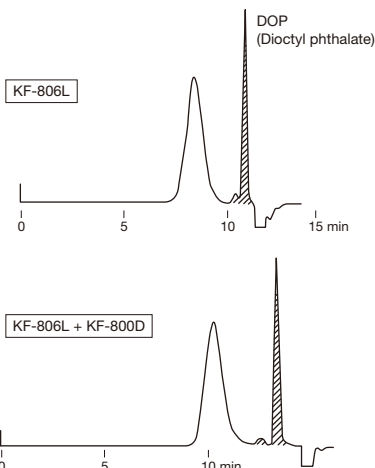 DOP
(Dioctyl phthalate)
KF-806L
0 5 10 15 min
KF-806L + KF-800D
0 5 10 min